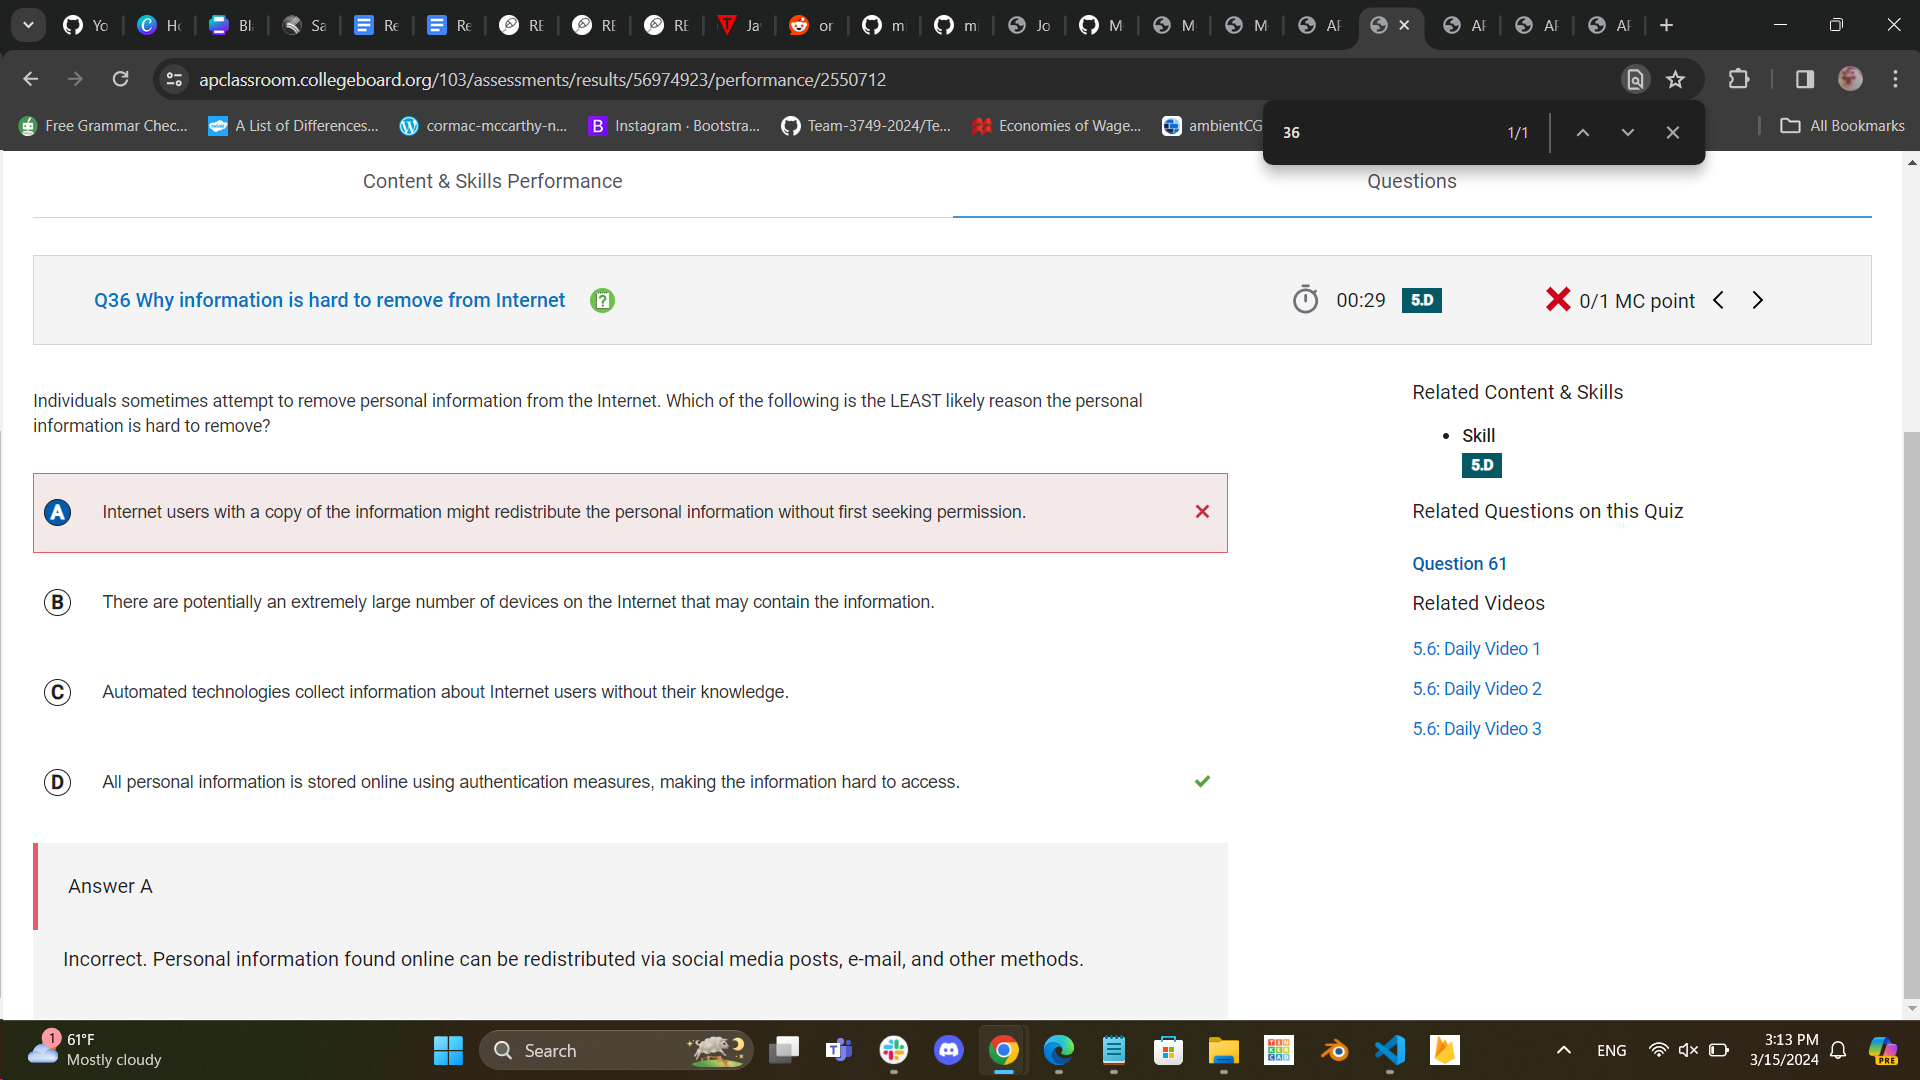 Yo
Ho
Bl
Sa
Re
Re
RE
RE
RE
Ja
or
m
m
Jo
M
M
M
AF
AF
AF
AF
apclassroom.collegeboard.org/103/assessments/results/56974923/performance/2550712
Free Grammar Chec...
A List of Differences...
cormac-mccarthy-n...
Instagram · Bootstra...
Team-3749-2024/Te...
Economies of Wage...
ambientCG
All Bookmarks
36
1/1
Content & Skills Performance
Questions
Q36 Why information is hard to remove from Internet
00:29
5.D
0/1 MC point
Individuals sometimes attempt to remove personal information from the Internet. Which of the following is the LEAST likely reason the personal
information is hard to remove?
A Internet users with a copy of the information might redistribute the personal information without first seeking permission.
B There are potentially an extremely large number of devices on the Internet that may contain the information.
C Automated technologies collect information about Internet users without their knowledge.
D All personal information is stored online using authentication measures, making the information hard to access.
Answer A
Incorrect. Personal information found online can be redistributed via social media posts, e-mail, and other methods.
Related Content & Skills
• Skill
5.D
Related Questions on this Quiz
Question 61
Related Videos
5.6: Daily Video 1
5.6: Daily Video 2
5.6: Daily Video 3
1
61°F
Mostly cloudy
Search
ENG
3:13 PM
3/15/2024
PRE